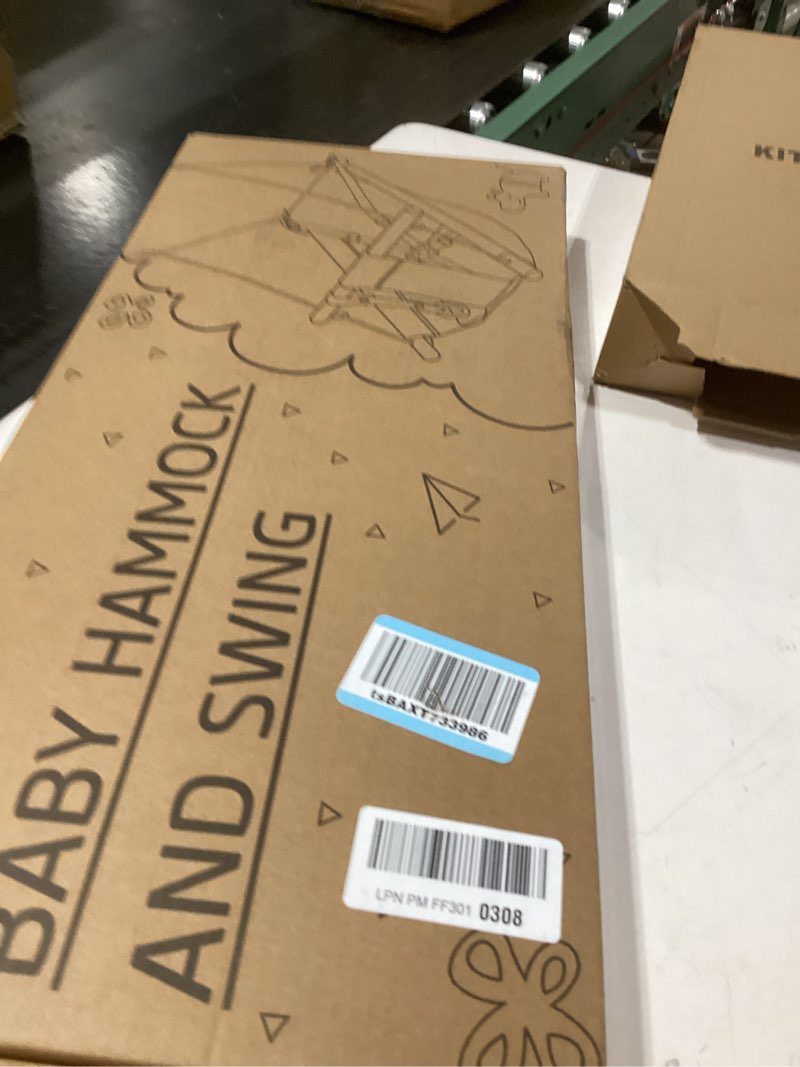 BABY HAMMOCK
AND SWING
tsBAXT733986
LPN PM FF301 0308
KIT